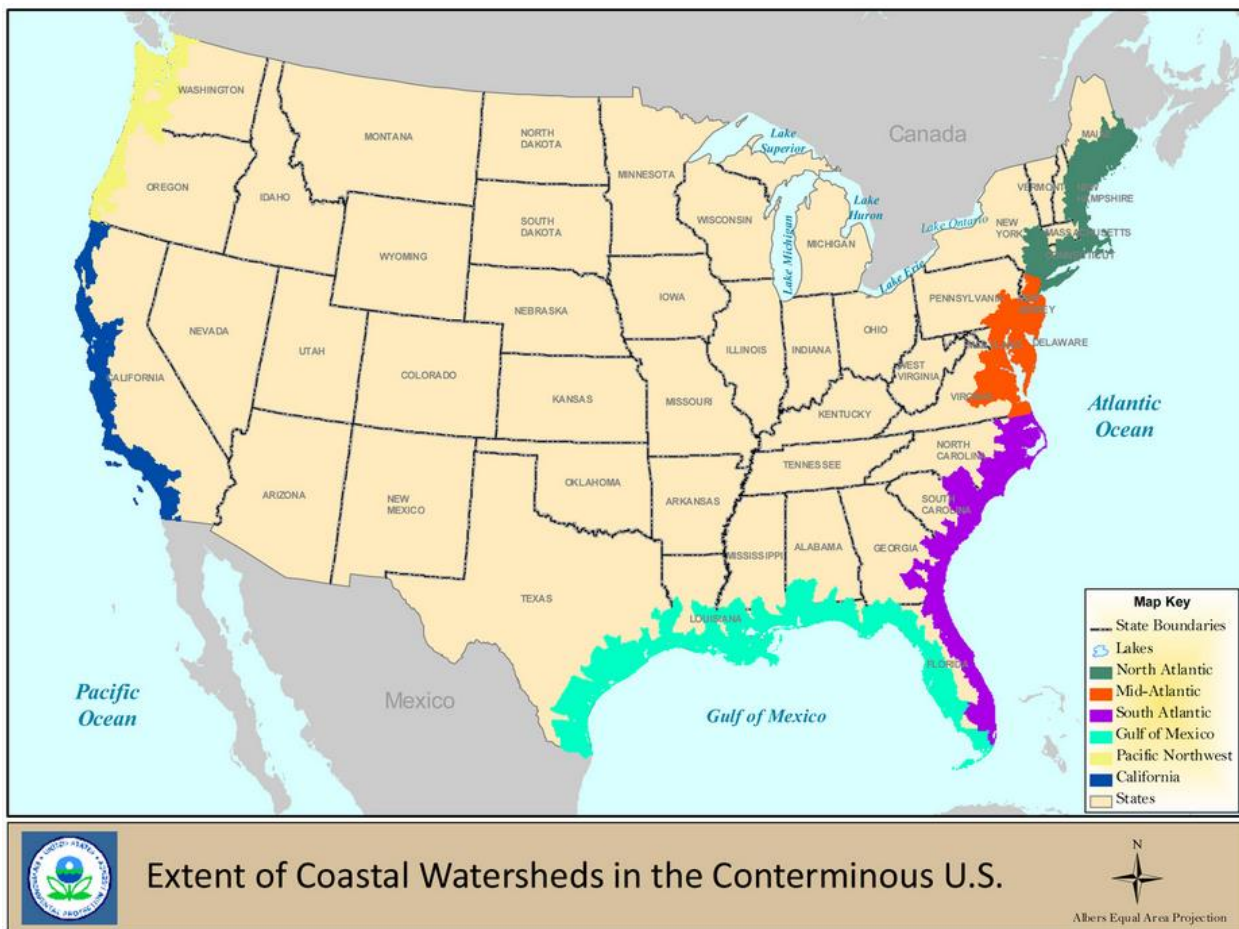 WASHINGTON
MONTANA
NORTH
DAKOTA
MINNESOTA
Lake
Superior
Canada
OREGON
IDAHO
SOUTH
DAKOTA
WISCONSIN
Lake Michigan
MICHIGAN
Lake
Huron
Lake Ontario
NEW
YORK
VERMONT
HAMPSHIRE
MASSACHUSETTS
WYOMING
IOWA
Lake Erie
PENNSYLVANIA
NEVADA
UTAH
NEBRASKA
ILLINOIS
INDIANA
OHIO
DELAWARE
COLORADO
WEST
VIRGINIA
VIRGINIA
CALIFORNIA
KANSAS
MISSOURI
KENTUCKY
Atlantic
Ocean
ARIZONA
NEW
MEXICO
OKLAHOMA
ARKANSAS
TENNESSEE
NORTH
CAROLINA
SOUTH
CAROLINA
MISSISSIPPI
ALABAMA
GEORGIA
TEXAS
LOUISIANA
FLORIDA
Pacific
Ocean
Mexico
Gulf of Mexico
Map Key
State Boundaries
Lakes
North Atlantic
Mid-Atlantic
South Atlantic
Gulf of Mexico
Pacific Northwest
California
States
Extent of Coastal Watersheds in the Conterminous U.S.
N
Albers Equal Area Projection